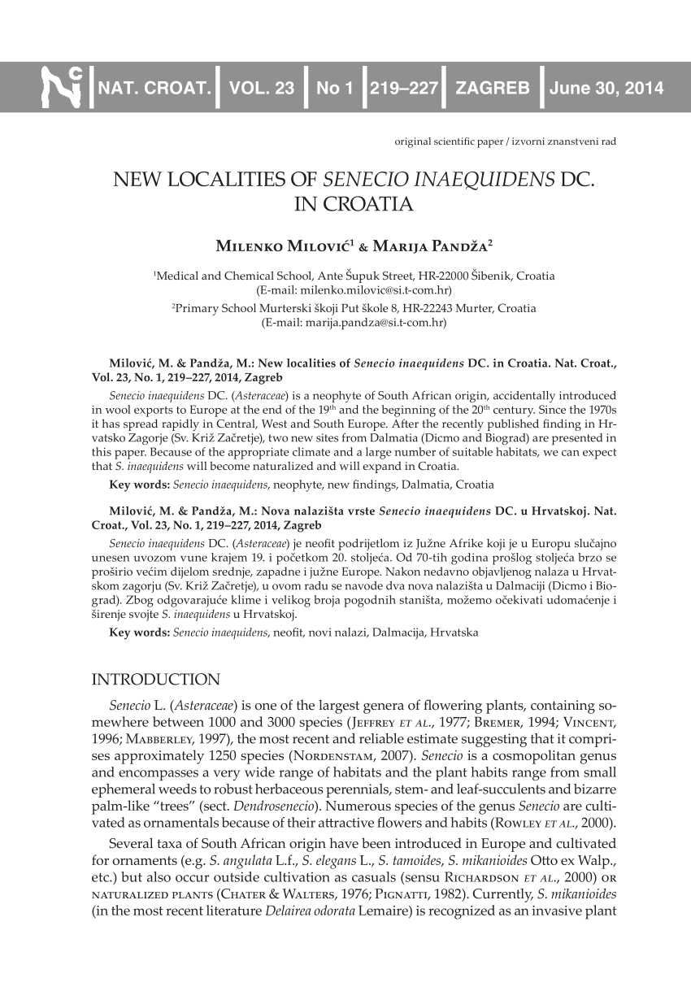 NC NAT. CROAT. VOL. 23 No 1 219–227 ZAGREB June 30, 2014
original scientific paper / izvorni znanstveni rad
NEW LOCALITIES OF SENECIO INAEQUIDENS DC.
IN CROATIA
Milenko Milović¹ & Marija Pandža²
¹Medical and Chemical School, Ante Šupuk Street, HR-22000 Šibenik, Croatia
(E-mail: milenko.milovic@si.t-com.hr)
²Primary School Murterski škoji Put škole 8, HR-22243 Murter, Croatia
(E-mail: marija.pandza@si.t-com.hr)
Milović, M. & Pandža, M.: New localities of Senecio inaequidens DC. in Croatia. Nat. Croat.,
Vol. 23, No. 1, 219–227, 2014, Zagreb
Senecio inaequidens DC. (Asteraceae) is a neophyte of South African origin, accidentally introduced
in wool exports to Europe at the end of the 19th and the beginning of the 20th century. Since the 1970s
it has spread rapidly in Central, West and South Europe. After the recently published finding in Hr-
vatsko Zagorje (Sv. Križ Začretje), two new sites from Dalmatia (Dicmo and Biograd) are presented in
this paper. Because of the appropriate climate and a large number of suitable habitats, we can expect
that S. inaequidens will become naturalized and will expand in Croatia.
Key words: Senecio inaequidens, neophyte, new findings, Dalmatia, Croatia
Milović, M. & Pandža, M.: Nova nalazišta vrste Senecio inaequidens DC. u Hrvatskoj. Nat.
Croat., Vol. 23, No. 1, 219–227, 2014, Zagreb
Senecio inaequidens DC. (Asteraceae) je neofit podrijetlom iz Južne Afrike koji je u Europu slučajno
unesen uvozom vune krajem 19. i početkom 20. stoljeća. Od 70-tih godina prošlog stoljeća brzo se
proširio većim dijelom srednje, zapadne i južne Europe. Nakon nedavno objavljenog nalaza u Hrvat-
skom zagorju (Sv. Križ Začretje), u ovom radu se navode dva nova nalazišta u Dalmaciji (Dicmo i Bio-
grad). Zbog odgovarajuće klime i velikog broja pogodnih staništa, možemo očekivati udomaćenje i
širenje svojte S. inaequidens u Hrvatskoj.
Key words: Senecio inaequidens, neofit, novi nalazi, Dalmacija, Hrvatska
INTRODUCTION
Senecio L. (Asteraceae) is one of the largest genera of flowering plants, containing so-
mewhere between 1000 and 3000 species (Jeffrey et al., 1977; Bremer, 1994; Vincent,
1996; Mabberley, 1997), the most recent and reliable estimate suggesting that it compri-
ses approximately 1250 species (Nordenstam, 2007). Senecio is a cosmopolitan genus
and encompasses a very wide range of habitats and the plant habits range from small
ephemeral weeds to robust herbaceous perennials, stem- and leaf-succulents and bizarre
palm-like “trees” (sect. Dendrosenecio). Numerous species of the genus Senecio are culti-
vated as ornamentals because of their attractive flowers and habits (Rowley et al., 2000).
Several taxa of South African origin have been introduced in Europe and cultivated
for ornaments (e.g. S. angulata L.f., S. elegans L., S. tamoides, S. mikanioides Otto ex Walp.,
etc.) but also occur outside cultivation as casuals (sensu Richardson et al., 2000) or
naturalized plants (Chater & Walters, 1976; Pignatti, 1982). Currently, S. mikanioides
(in the most recent literature Delairea odorata Lemaire) is recognized as an invasive plant